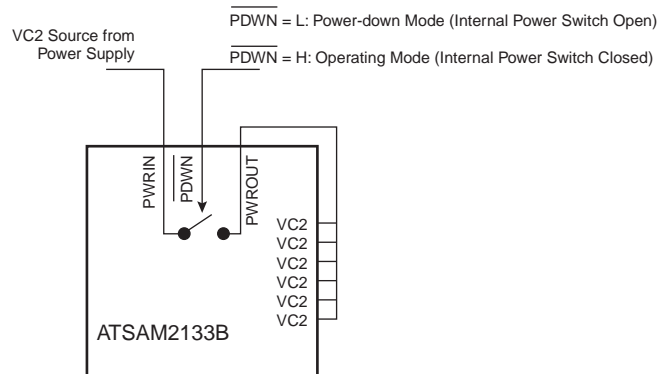 PDWN = L: Power-down Mode (Internal Power Switch Open)
VC2 Source from
Power Supply
PDWN = H: Operating Mode (Internal Power Switch Closed)
PWRIN
PDWN
PWROUT
VC2
VC2
VC2
VC2
VC2
VC2
ATSAM2133B